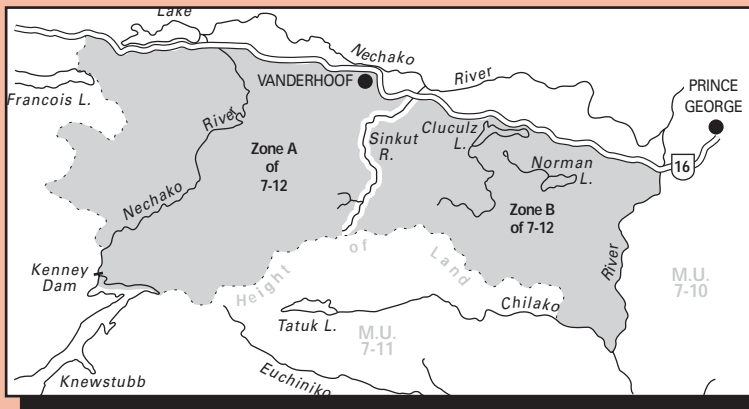 Lake
Nechako
River
VANDERHOOF
PRINCE
GEORGE
Francois L.
River
Zone A
of
7-12
Sinkut
R.
Cluculz
L.
Norman
L.
16
Nechako
Zone B
of 7-12
Kenney
Dam
Height of Land
River
M.U.
7-10
Chilako
Tatuk L.
M.U.
7-11
Knewstubb
Euchiniko